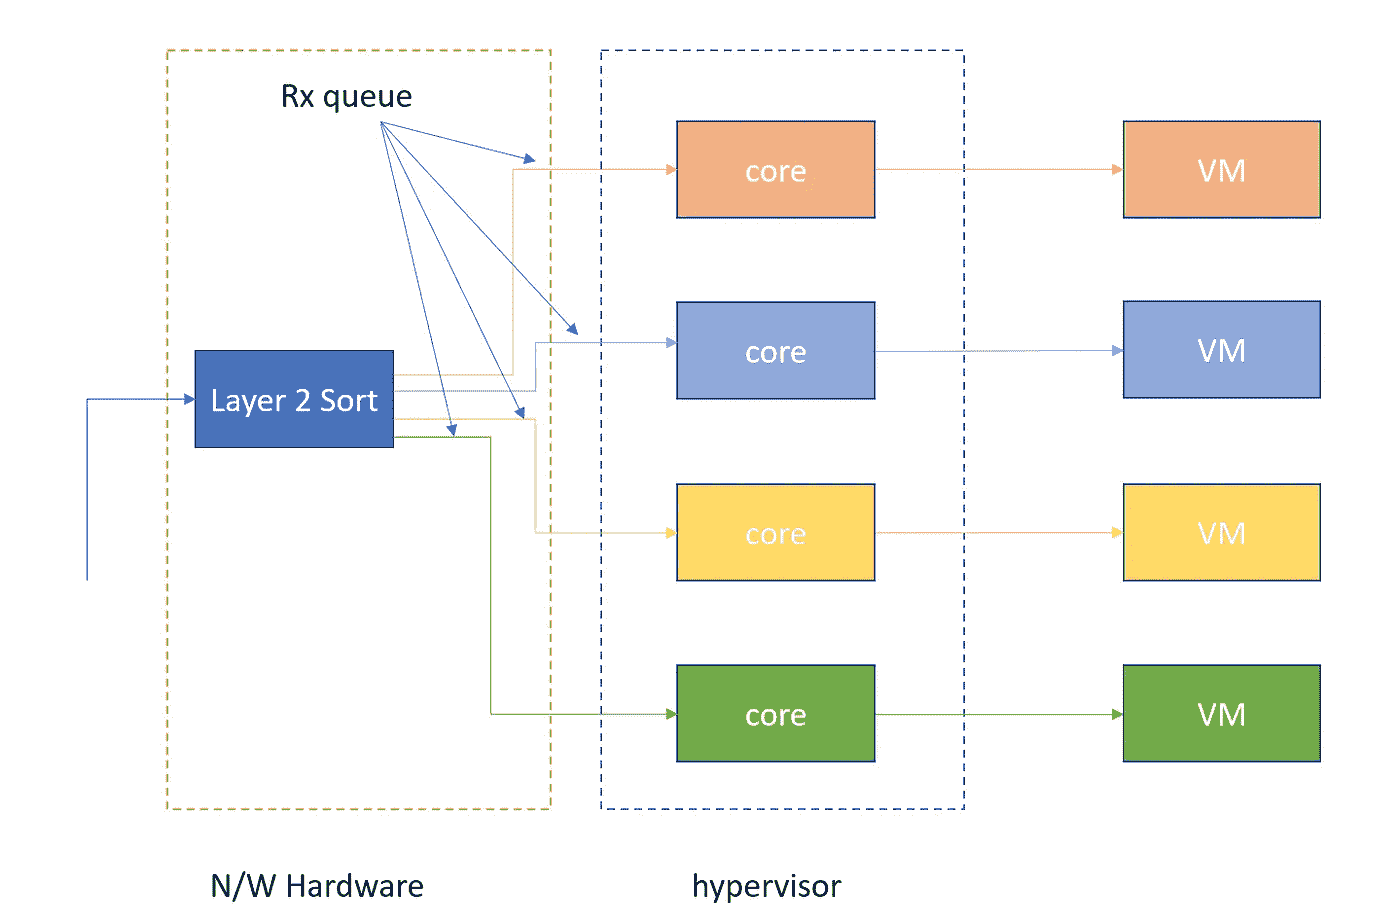 Rx queue
core
VM
core
VM
Layer 2 Sort
core
VM
core
VM
N/W Hardware
hypervisor